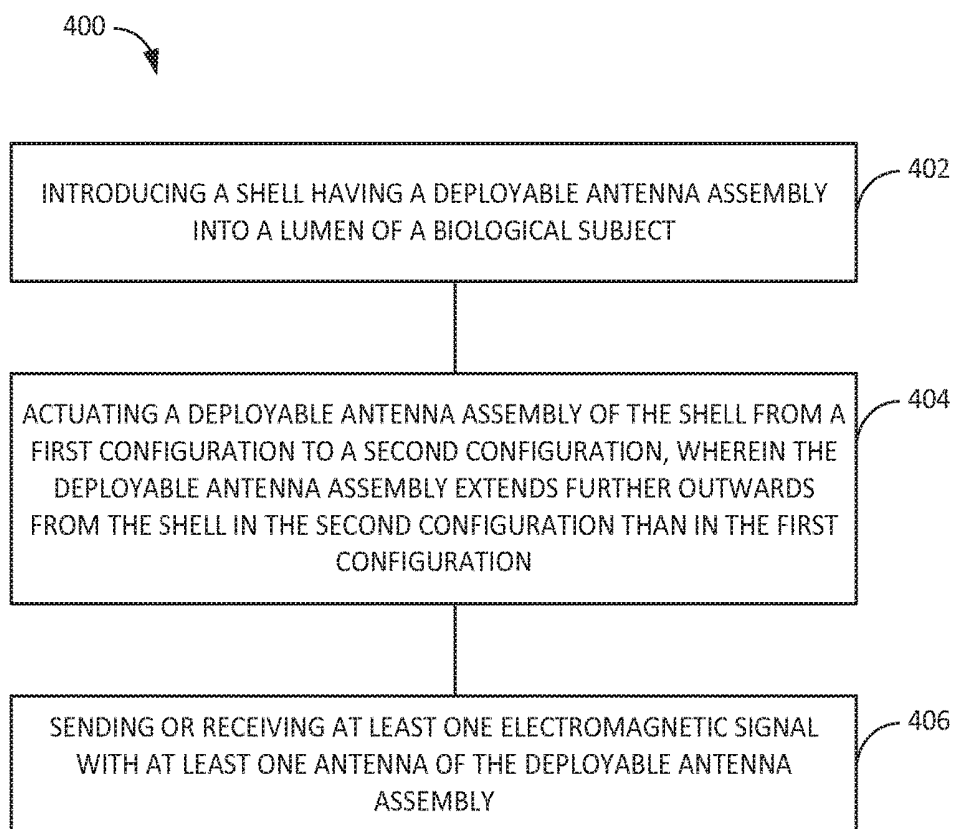 400
INTRODUCING A SHELL HAVING A DEPLOYABLE ANTENNA ASSEMBLY
INTO A LUMEN OF A BIOLOGICAL SUBJECT
402
ACTUATING A DEPLOYABLE ANTENNA ASSEMBLY OF THE SHELL FROM A
FIRST CONFIGURATION TO A SECOND CONFIGURATION, WHEREIN THE
DEPLOYABLE ANTENNA ASSEMBLY EXTENDS FURTHER OUTWARDS
FROM THE SHELL IN THE SECOND CONFIGURATION THAN IN THE FIRST
CONFIGURATION
404
SENDING OR RECEIVING AT LEAST ONE ELECTROMAGNETIC SIGNAL
WITH AT LEAST ONE ANTENNA OF THE DEPLOYABLE ANTENNA
ASSEMBLY
406